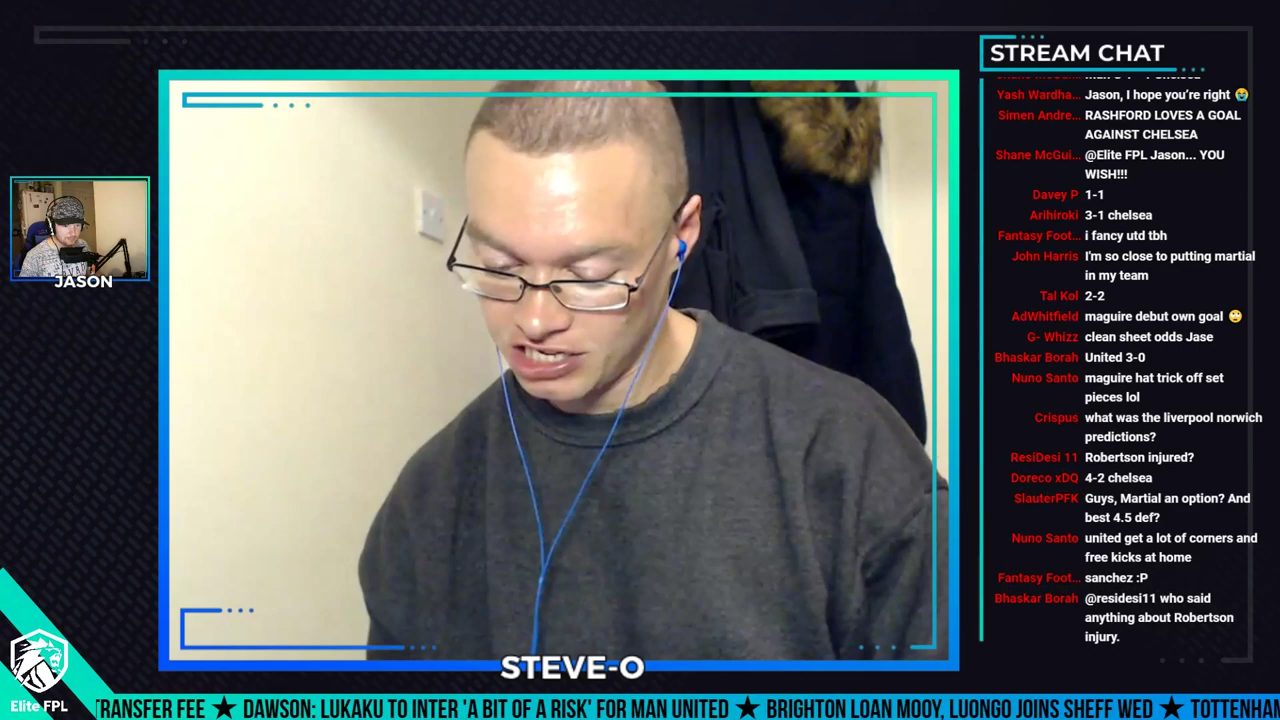 STREAM CHAT
Yash Wardha... Jason, I hope you're right 😭
Simen Andre... RASHFORD LOVES A GOAL
AGAINST CHELSEA
Shane McGui... @Elite FPL Jason... YOU
WISH!!!
Davey P 1-1
Arihiroki 3-1 chelsea
Fantasy Foot... i fancy utd tbh
John Harris I'm so close to putting martial
in my team
Tal Kol 2-2
AdWhitfield maguire debut own goal 🙄
G- Whizz clean sheet odds Jase
Bhaskar Borah United 3-0
Nuno Santo maguire hat trick off set
pieces lol
Crispus what was the liverpool norwich
predictions?
ResiDesi 11 Robertson injured?
Doreco xDQ 4-2 chelsea
SlauterPFK Guys, Martial an option? And
best 4.5 def?
Nuno Santo united get a lot of corners and
free kicks at home
Fantasy Foot... sanchez :P
Bhaskar Borah @residesi11 who said
anything about Robertson
injury.
JASON
STEVE-O
Elite FPL
TRANSFER FEE ★ DAWSON: LUKAKU TO INTER 'A BIT OF A RISK' FOR MAN UNITED ★ BRIGHTON LOAN MOOY, LUONGO JOINS SHEFF WED ★ TOTTENHAM